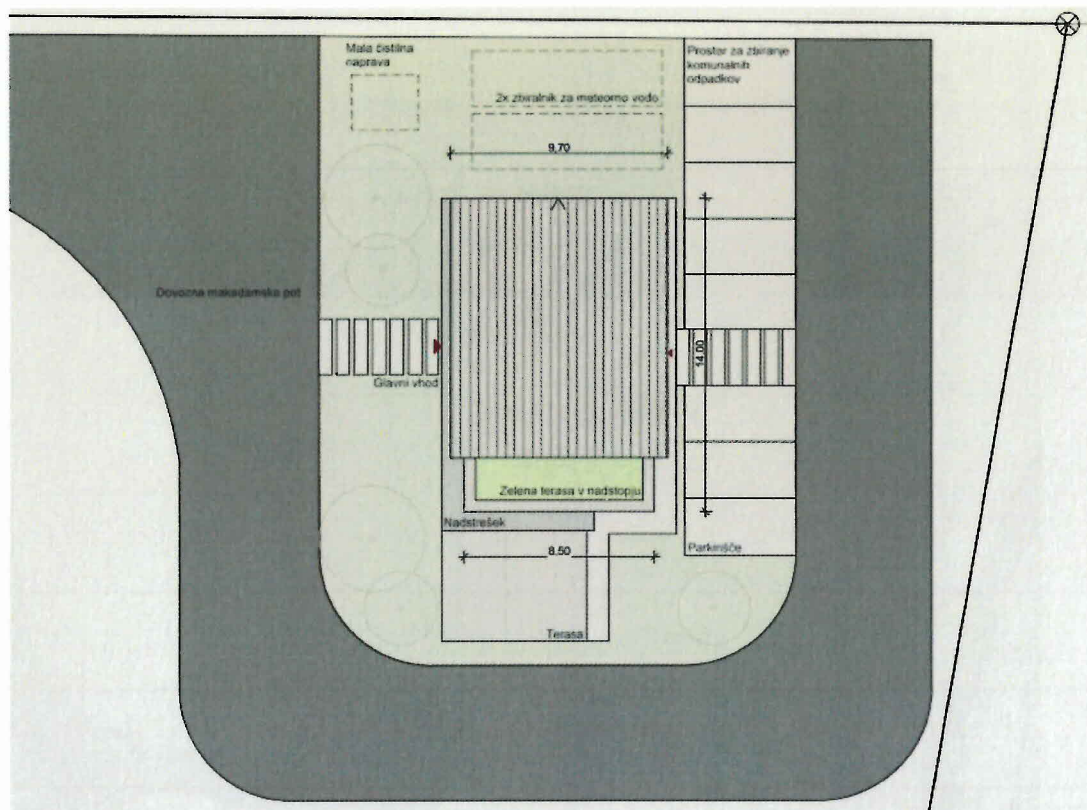 Mala čistilna
naprava
2x zbiralnik za meteorno vodo
Prostor za zbiranje
komunalnih
odpadkov
9,70
Dovozna makadamska pot
14,00
Glavni vhod
Zelena terasa v nadstopju
Nadstrešek
8,50
Parkirišče
Terasa